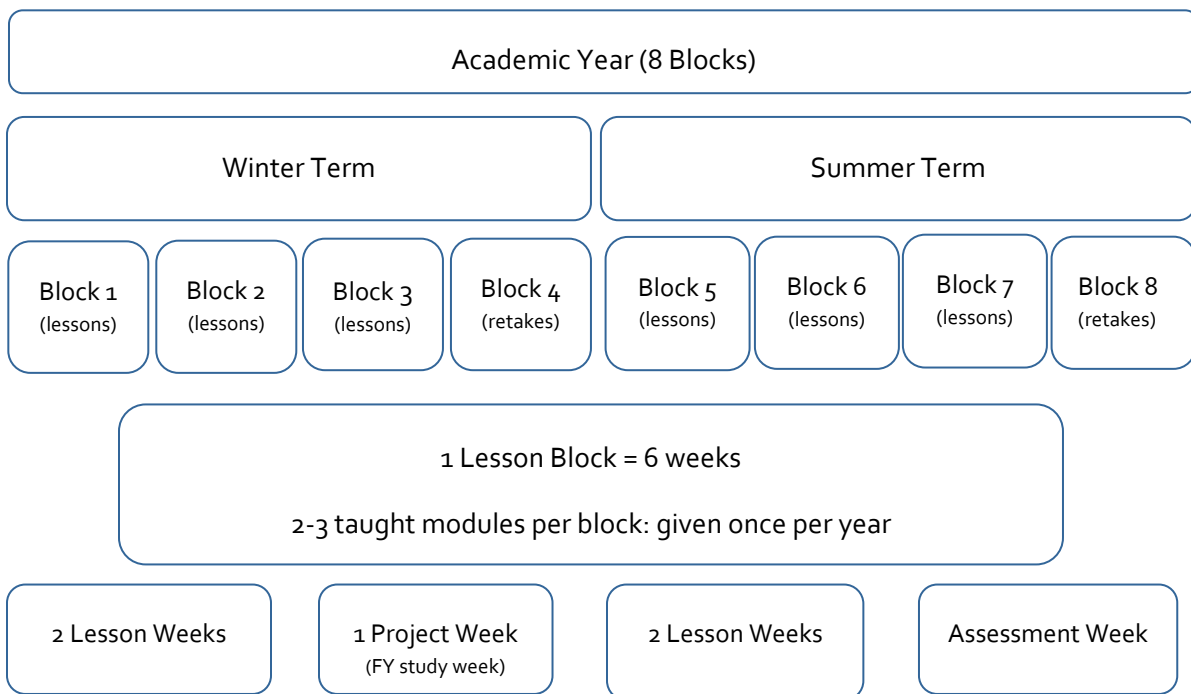 Academic Year (8 Blocks)
Winter Term
Summer Term
Block 1
(lessons)
Block 2
(lessons)
Block 3
(lessons)
Block 4
(retakes)
Block 5
(lessons)
Block 6
(lessons)
Block 7
(lessons)
Block 8
(retakes)
1 Lesson Block = 6 weeks
2-3 taught modules per block: given once per year
2 Lesson Weeks
1 Project Week
(FY study week)
2 Lesson Weeks
Assessment Week